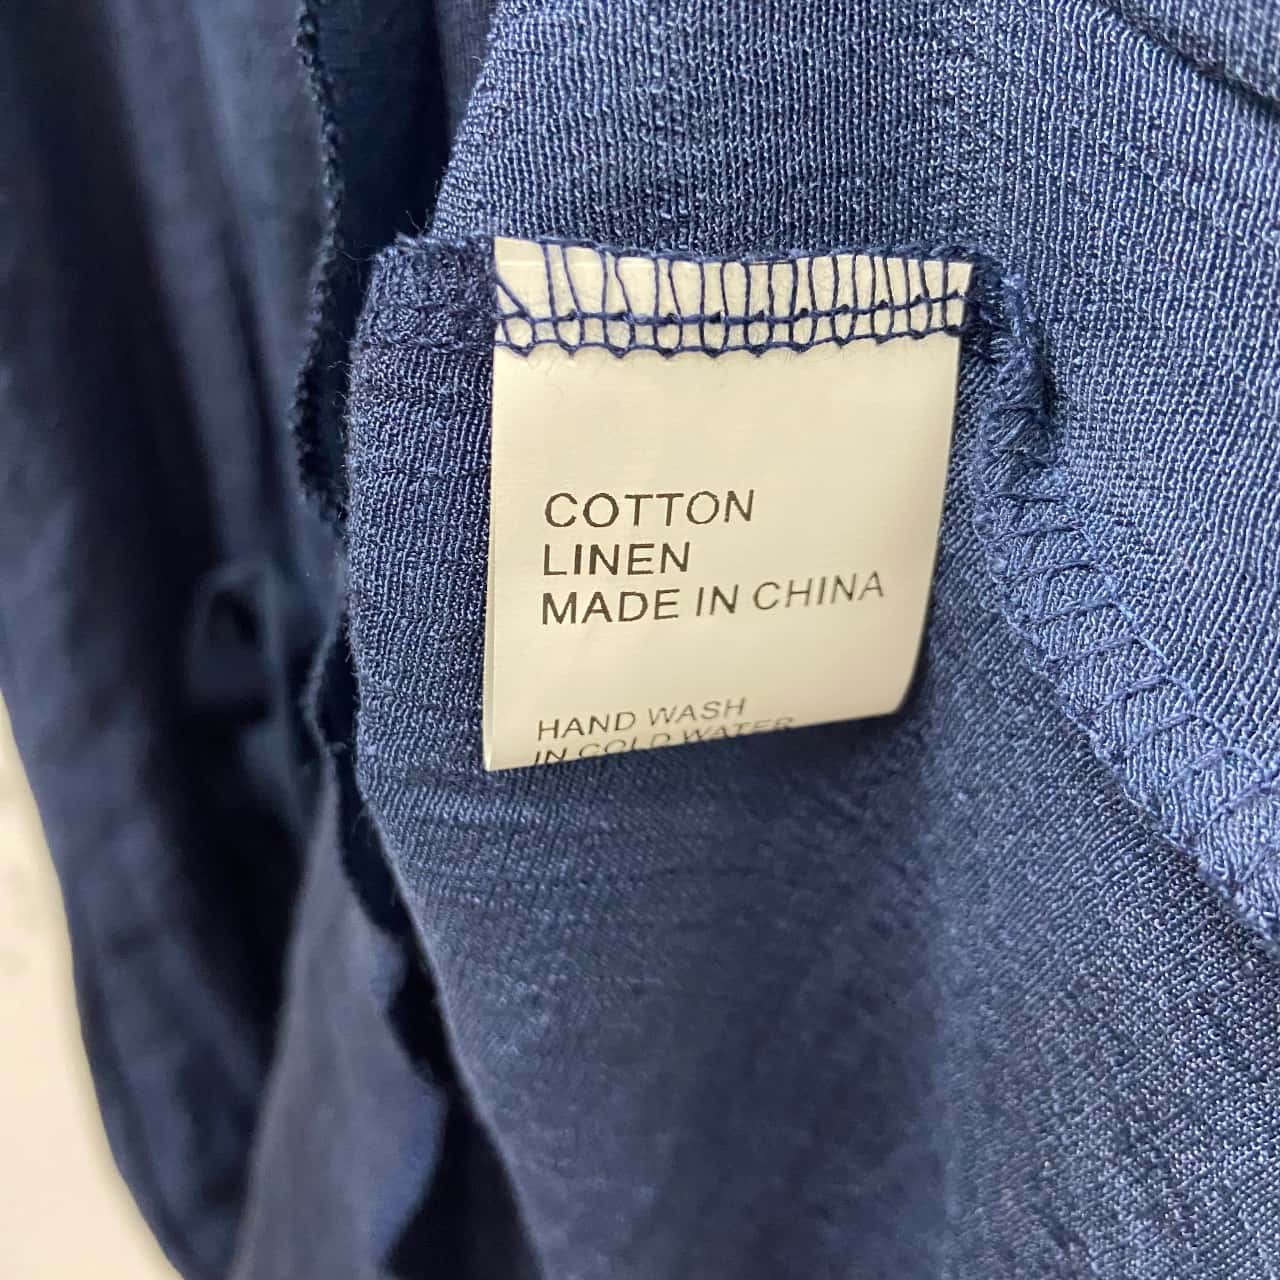 COTTON
LINEN
MADE IN CHINA
HAND WASH
IN COLD WATER